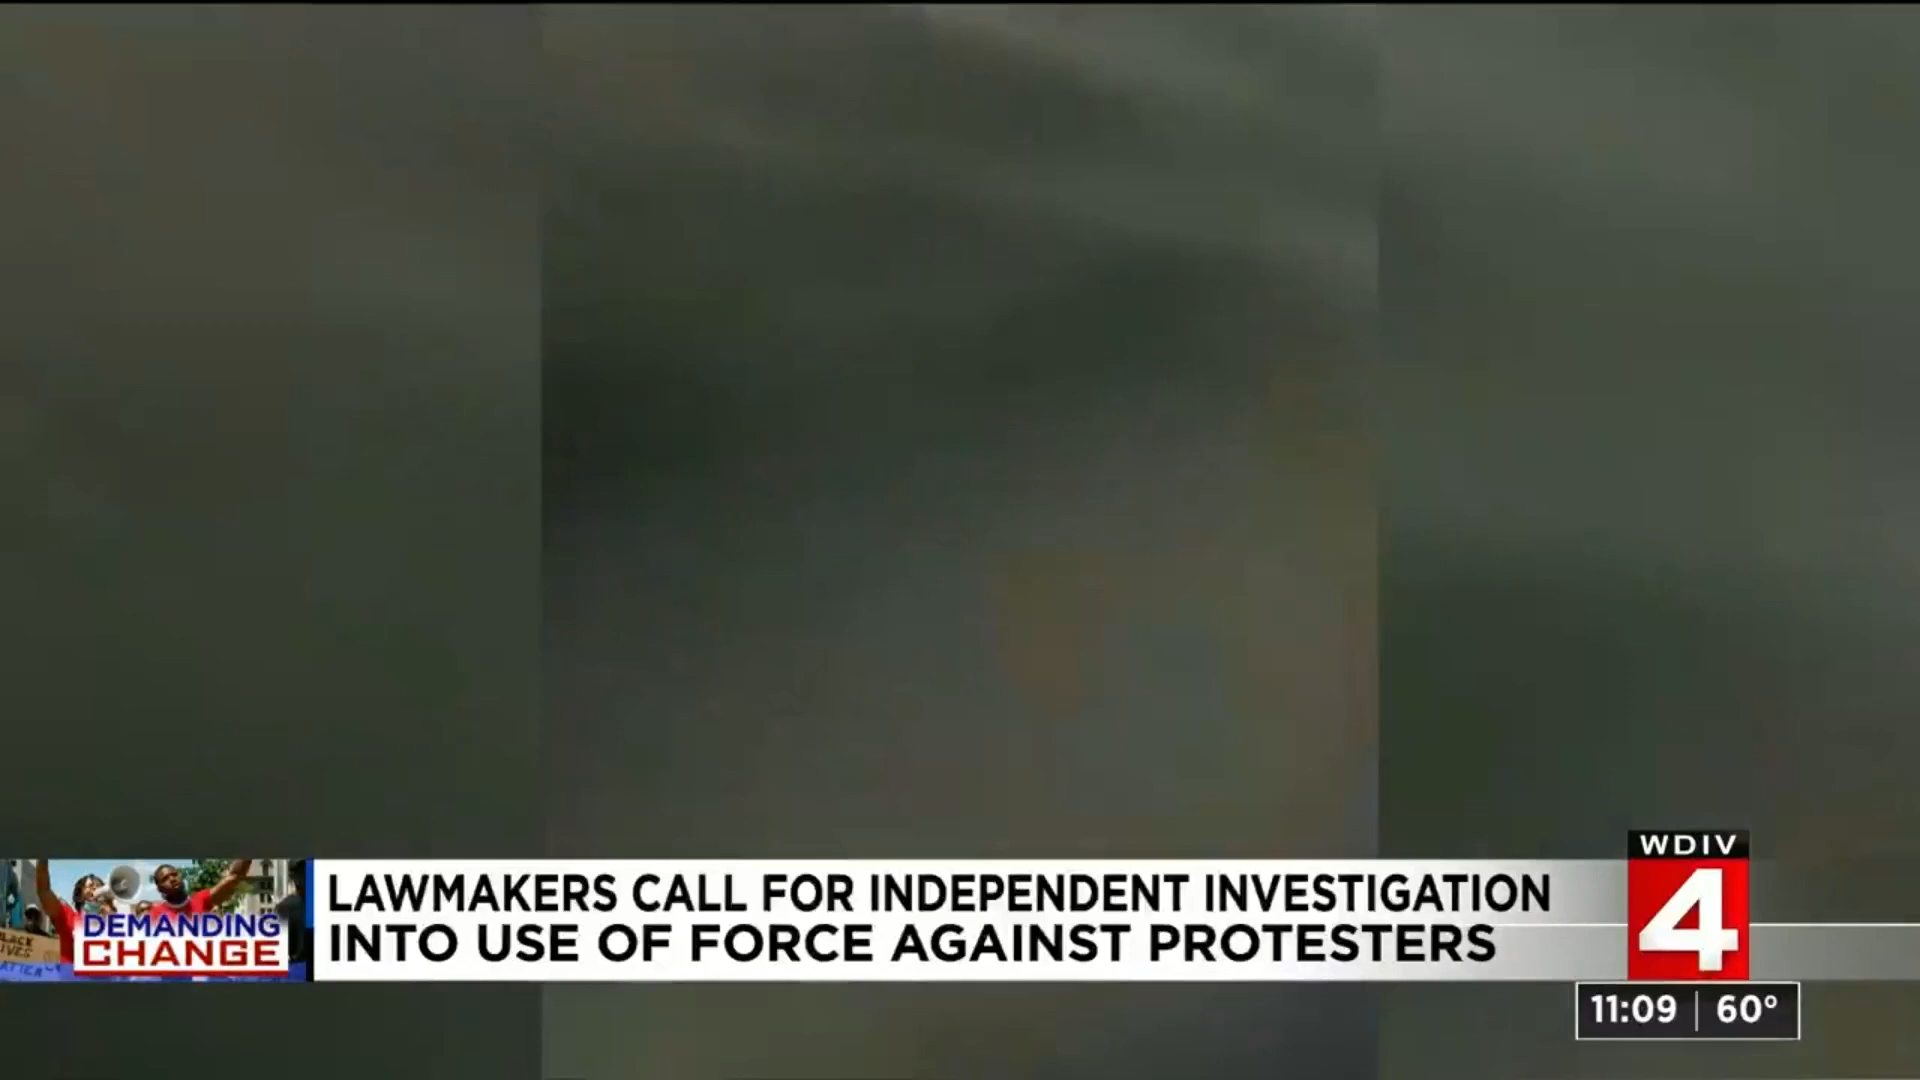 WDIV
4
LAWMAKERS CALL FOR INDEPENDENT INVESTIGATION
INTO USE OF FORCE AGAINST PROTESTERS
DEMANDING
CHANGE
11:09 60°